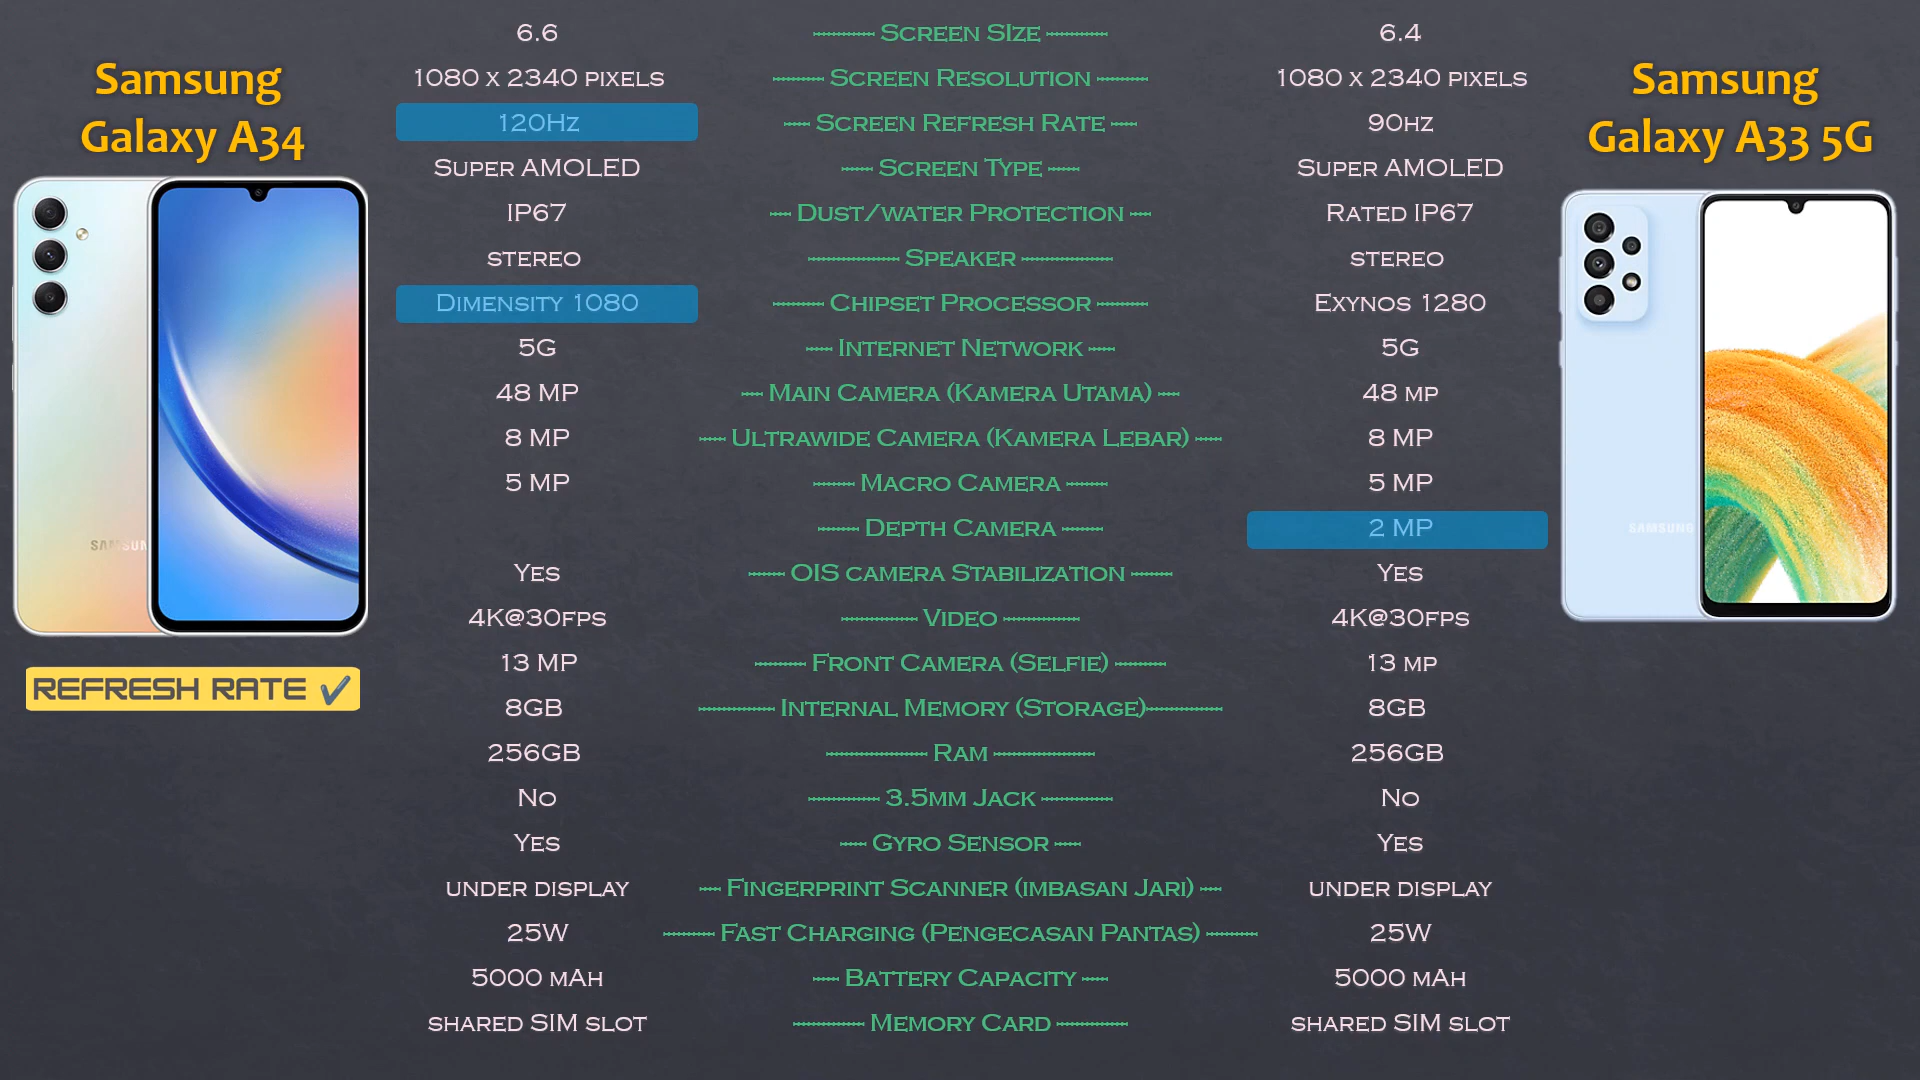 6.6 Screen Size 6.4
Samsung
Galaxy A34
Samsung
Galaxy A33 5G
1080 x 2340 pixels Screen Resolution 1080 x 2340 pixels
120Hz Screen Refresh Rate 90hz
Super AMOLED Screen Type Super AMOLED
IP67 Dust/water Protection Rated IP67
stereo Speaker stereo
Dimensity 1080 Chipset Processor Exynos 1280
5G Internet Network 5G
48 MP Main Camera (Kamera Utama) 48 mp
8 MP Ultrawide Camera (Kamera Lebar) 8 MP
5 MP Macro Camera 5 MP
Depth Camera 2 MP
Yes OIS camera Stabilization Yes
4K@30fps Video 4K@30fps
13 MP Front Camera (Selfie) 13 mp
8GB Internal Memory (Storage) 8GB
256GB Ram 256GB
No 3.5mm Jack No
Yes Gyro Sensor Yes
under display Fingerprint Scanner (imbasan Jari) under display
25W Fast Charging (Pengecasan Pantas) 25W
5000 mAh Battery Capacity 5000 mAh
shared SIM slot Memory Card shared SIM slot
SAMSUN
SAMSUNG
REFRESH RATE ✓